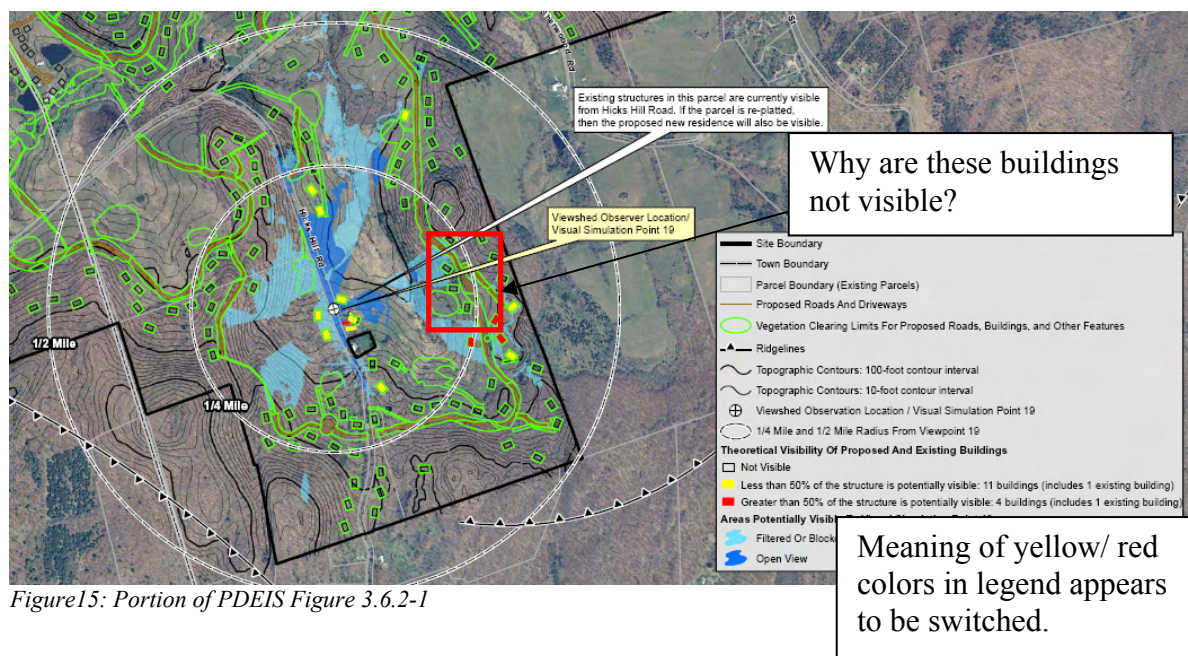 Sherwood Rd
St
Existing structures in this parcel are currently visible
from Hicks Hill Road. If the parcel is re-platted,
then the proposed new residence will also be visible.
Why are these buildings
not visible?
Viewshed Observer Location/
Visual Simulation Point 19
Hicks Hill Rd
1/2 Mile
1/4 Mile
Site Boundary
Town Boundary
Parcel Boundary (Existing Parcels)
Proposed Roads And Driveways
Vegetation Clearing Limits For Proposed Roads, Buildings, and Other Features
Ridgelines
Topographic Contours: 100-foot contour interval
Topographic Contours: 10-foot contour interval
Viewshed Observation Location / Visual Simulation Point 19
1/4 Mile and 1/2 Mile Radius From Viewpoint 19
Theoretical Visibility Of Proposed And Existing Buildings
Not Visible
Less than 50% of the structure is potentially visible: 11 buildings (includes 1 existing building)
Greater than 50% of the structure is potentially visible: 4 buildings (includes 1 existing building)
Areas Potentially Visible
Filtered Or Blocke
Open View
Meaning of yellow/ red
colors in legend appears
to be switched.
Figure15: Portion of PDEIS Figure 3.6.2-1